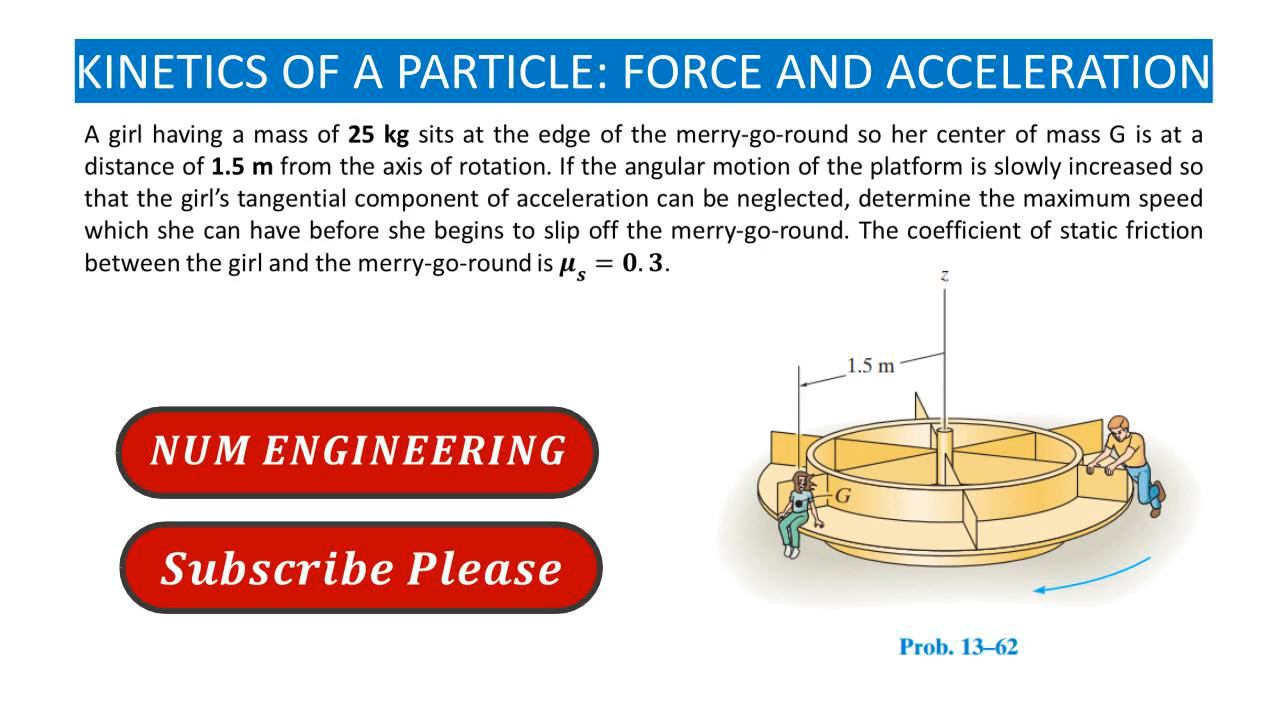 KINETICS OF A PARTICLE: FORCE AND ACCELERATION
A girl having a mass of 25 kg sits at the edge of the merry-go-round so her center of mass G is at a
distance of 1.5 m from the axis of rotation. If the angular motion of the platform is slowly increased so
that the girl’s tangential component of acceleration can be neglected, determine the maximum speed
which she can have before she begins to slip off the merry-go-round. The coefficient of static friction
between the girl and the merry-go-round is μₛ = 0.3.
z
1.5 m
NUM ENGINEERING
G
Subscribe Please
Prob. 13–62